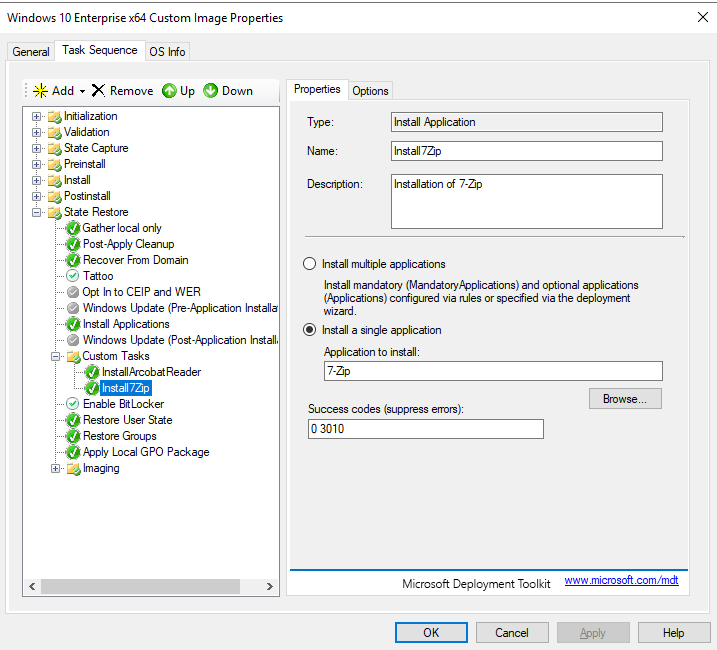 Windows 10 Enterprise x64 Custom Image Properties
General
Task Sequence
OS Info
Add
Remove
Up
Down
Initialization
Validation
State Capture
Preinstall
Install
Postinstall
State Restore
Gather local only
Post-Apply Cleanup
Recover From Domain
Tattoo
Opt In to CEIP and WER
Windows Update (Pre-Application Installa
Install Applications
Windows Update (Post-Application Install
Custom Tasks
InstallArcobatReader
Install7Zip
Enable BitLocker
Restore User State
Restore Groups
Apply Local GPO Package
Imaging
Properties
Options
Type:
Install Application
Name:
Install7Zip
Description:
Installation of 7-Zip
Install multiple applications
Install mandatory (MandatoryApplications) and optional applications
(Applications) configured via rules or specified via the deployment
wizard.
Install a single application
Application to install:
7-Zip
Browse...
Success codes (suppress errors):
0 3010
Microsoft Deployment Toolkit
www.microsoft.com/mdt
OK
Cancel
Apply
Help